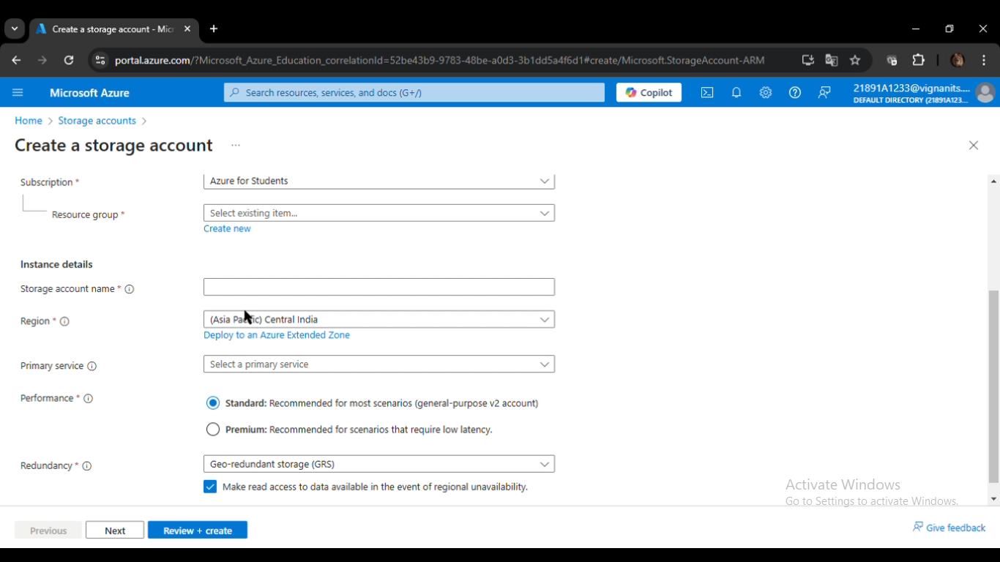 Create a storage account - Mic
portal.azure.com/?Microsoft_Azure_Education_correlationId=52be43b9-9783-48be-a0d3-3b1dd5a4f6d1#create/Microsoft.StorageAccount-ARM
Microsoft Azure
Search resources, services, and docs (G+/)
Copilot
21891A1233@vignanits....
DEFAULT DIRECTORY (21891A123...
Home > Storage accounts >
Create a storage account ...
Subscription *
Azure for Students
Resource group *
Select existing item...
Create new
Instance details
Storage account name *
Region *
(Asia Pacific) Central India
Deploy to an Azure Extended Zone
Primary service
Select a primary service
Performance *
Standard: Recommended for most scenarios (general-purpose v2 account)
Premium: Recommended for scenarios that require low latency.
Redundancy *
Geo-redundant storage (GRS)
Make read access to data available in the event of regional unavailability.
Activate Windows
Go to Settings to activate Windows.
Previous
Next
Review + create
Give feedback